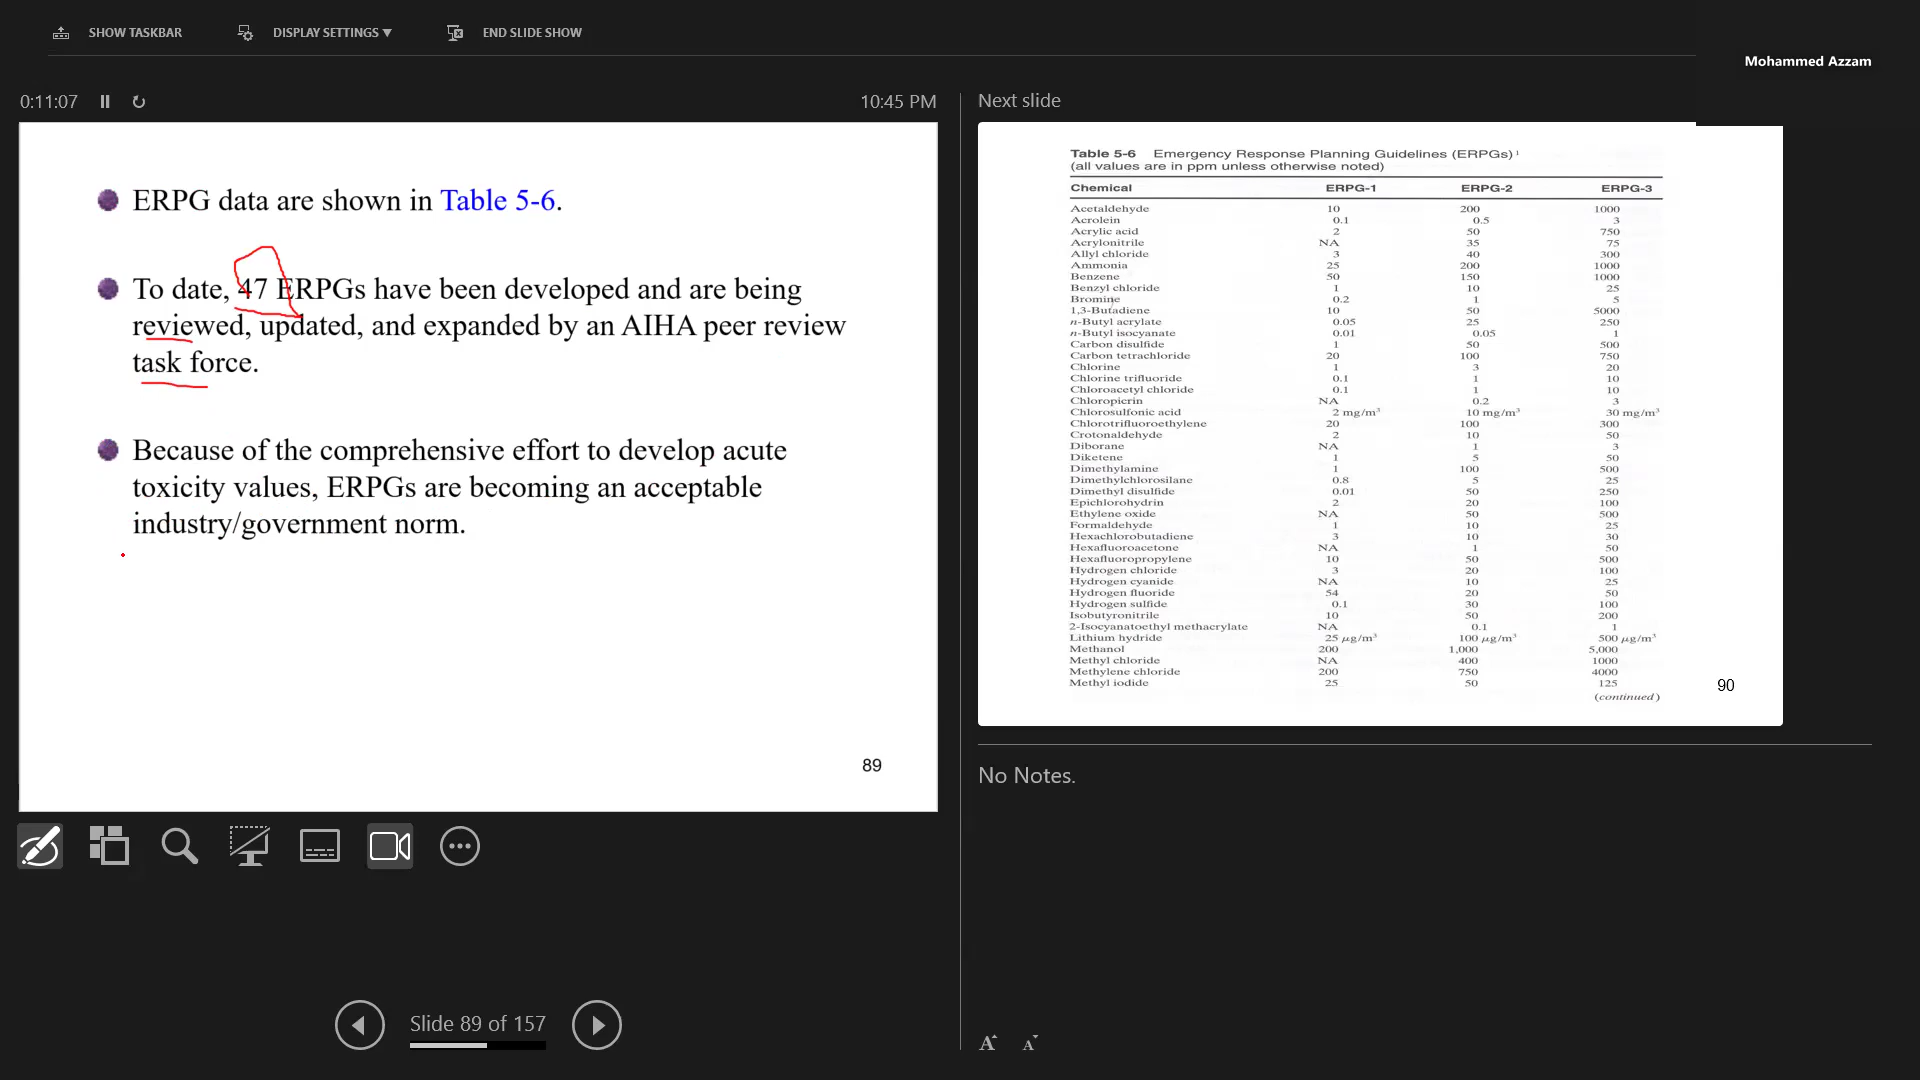 SHOW TASKBAR DISPLAY SETTINGS ▼ END SLIDE SHOW
Mohammed Azzam
0:11:07 10:45 PM
ERPG data are shown in Table 5-6.
To date, 47 ERPGs have been developed and are being
reviewed, updated, and expanded by an AIHA peer review
task force.
Because of the comprehensive effort to develop acute
toxicity values, ERPGs are becoming an acceptable
industry/government norm.
89
Slide 89 of 157
Next slide
Table 5-6 Emergency Response Planning Guidelines (ERPGs)¹
(all values are in ppm unless otherwise noted)
Chemical ERPG-1 ERPG-2 ERPG-3
Acetaldehyde 10 200 1000
Acrolein 0.1 0.5 3
Acrylic acid 2 50 750
Acrylonitrile NA 35 75
Allyl chloride 3 40 300
Ammonia 25 200 1000
Benzene 50 150 1000
Benzyl chloride 1 10 25
Bromine 0.2 1 5
1,3-Butadiene 10 50 5000
n-Butyl acrylate 0.05 25 250
n-Butyl isocyanate 0.01 0.05 1
Carbon disulfide 1 50 500
Carbon tetrachloride 20 100 750
Chlorine 1 3 20
Chlorine trifluoride 0.1 1 10
Chloroacetyl chloride 0.1 1 10
Chloropicrin NA 0.2 3
Chlorosulfonic acid 2 mg/m³ 10 mg/m³ 30 mg/m³
Chlorotrifluoroethylene 20 100 300
Crotonaldehyde 2 10 50
Diborane NA 1 3
Diketene 1 5 50
Dimethylamine 1 100 500
Dimethylchlorosilane 0.8 5 25
Dimethyl disulfide 0.01 50 250
Epichlorohydrin 2 20 100
Ethylene oxide NA 50 500
Formaldehyde 1 10 25
Hexachlorobutadiene 3 10 30
Hexafluoroacetone NA 1 50
Hexafluoropropylene 10 50 500
Hydrogen chloride 3 20 100
Hydrogen cyanide NA 10 25
Hydrogen fluoride 54 20 50
Hydrogen sulfide 0.1 30 100
Isobutyronitrile 10 50 200
2-Isocyanatoethyl methacrylate NA 0.1 1
Lithium hydride 25 μg/m³ 100 μg/m³ 500 μg/m³
Methanol 200 1,000 5,000
Methyl chloride NA 400 1000
Methylene chloride 200 750 4000
Methyl iodide 25 50 125
(continued)
90
No Notes.
A A